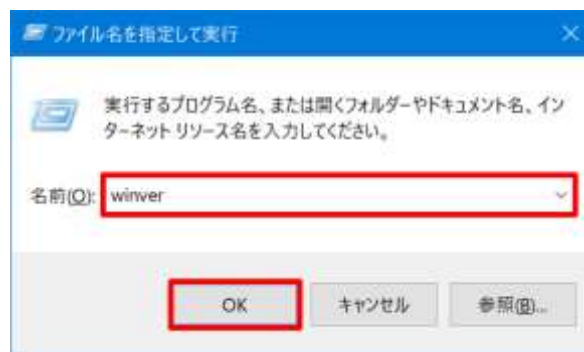 ファイル名を指定して実行
実行するプログラム名、または開くフォルダーやドキュメント名、イン
ターネット リソース名を入力してください。
名前(O): winver
OK キャンセル 参照(B)...